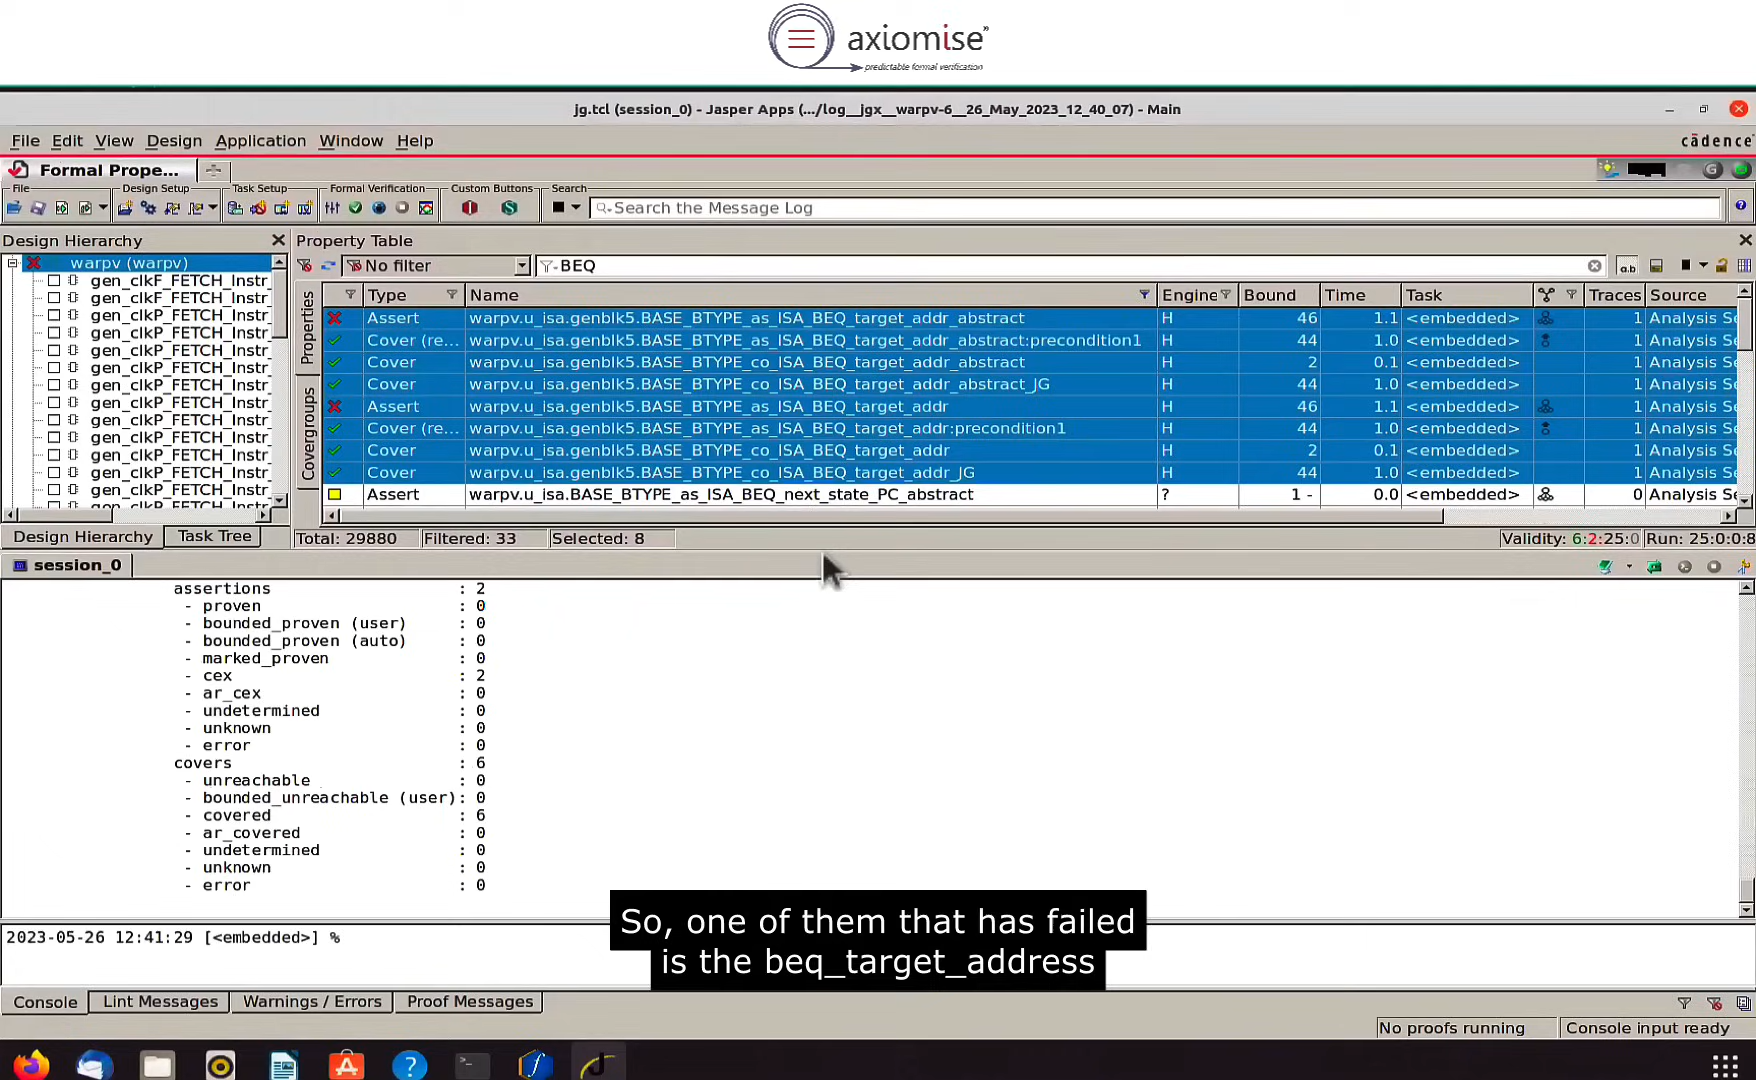 axiomise
predictable formal verification
jg.tcl (session_0) - Jasper Apps (.../log_jgx__warpv-6__26_May_2023_12_40_07) - Main
File Edit View Design Application Window Help
cādence
Formal Prope...
File Design Setup Task Setup Formal Verification Custom Buttons Search
Search the Message Log
Design Hierarchy
Property Table
No filter
BEQ
warpv (warpv)
gen_clkF_FETCH_Instr
gen_clkF_FETCH_Instr
gen_clkP_FETCH_Instr
gen_clkP_FETCH_Instr
gen_clkP_FETCH_Instr
gen_clkP_FETCH_Instr
gen_clkP_FETCH_Instr
gen_clkP_FETCH_Instr
gen_clkP_FETCH_Instr
gen_clkP_FETCH_Instr
gen_clkP_FETCH_Instr
gen_clkP_FETCH_Instr
gen_clkP_FETCH_Instr
Properties
Covergroups
Type Name Engine Bound Time Task Traces Source
Assert warpv.u_isa.genblk5.BASE_BTYPE_as_ISA_BEQ_target_addr_abstract H 46 1.1 <embedded> 1 Analysis Se
Cover (re... warpv.u_isa.genblk5.BASE_BTYPE_as_ISA_BEQ_target_addr_abstract:precondition1 H 44 1.0 <embedded> 1 Analysis Se
Cover warpv.u_isa.genblk5.BASE_BTYPE_co_ISA_BEQ_target_addr_abstract H 2 0.1 <embedded> 1 Analysis Se
Cover warpv.u_isa.genblk5.BASE_BTYPE_co_ISA_BEQ_target_addr_abstract_JG H 44 1.0 <embedded> 1 Analysis Se
Assert warpv.u_isa.genblk5.BASE_BTYPE_as_ISA_BEQ_target_addr H 46 1.1 <embedded> 1 Analysis Se
Cover (re... warpv.u_isa.genblk5.BASE_BTYPE_as_ISA_BEQ_target_addr:precondition1 H 44 1.0 <embedded> 1 Analysis Se
Cover warpv.u_isa.genblk5.BASE_BTYPE_co_ISA_BEQ_target_addr H 2 0.1 <embedded> 1 Analysis Se
Cover warpv.u_isa.genblk5.BASE_BTYPE_co_ISA_BEQ_target_addr_JG H 44 1.0 <embedded> 1 Analysis Se
Assert warpv.u_isa.BASE_BTYPE_as_ISA_BEQ_next_state_PC_abstract ? 1 - 0.0 <embedded> 0 Analysis Se
Design Hierarchy Task Tree
Total: 29880 Filtered: 33 Selected: 8
Validity: 6:2:25:0 Run: 25:0:0:8
session_0
assertions : 2
- proven : 0
- bounded_proven (user) : 0
- bounded_proven (auto) : 0
- marked_proven : 0
- cex : 2
- ar_cex : 0
- undetermined : 0
- unknown : 0
- error : 0
covers : 6
- unreachable : 0
- bounded_unreachable (user): 0
- covered : 6
- ar_covered : 0
- undetermined : 0
- unknown : 0
- error : 0
So, one of them that has failed
is the beq_target_address
2023-05-26 12:41:29 [<embedded>] %
Console Lint Messages Warnings / Errors Proof Messages
No proofs running Console input ready